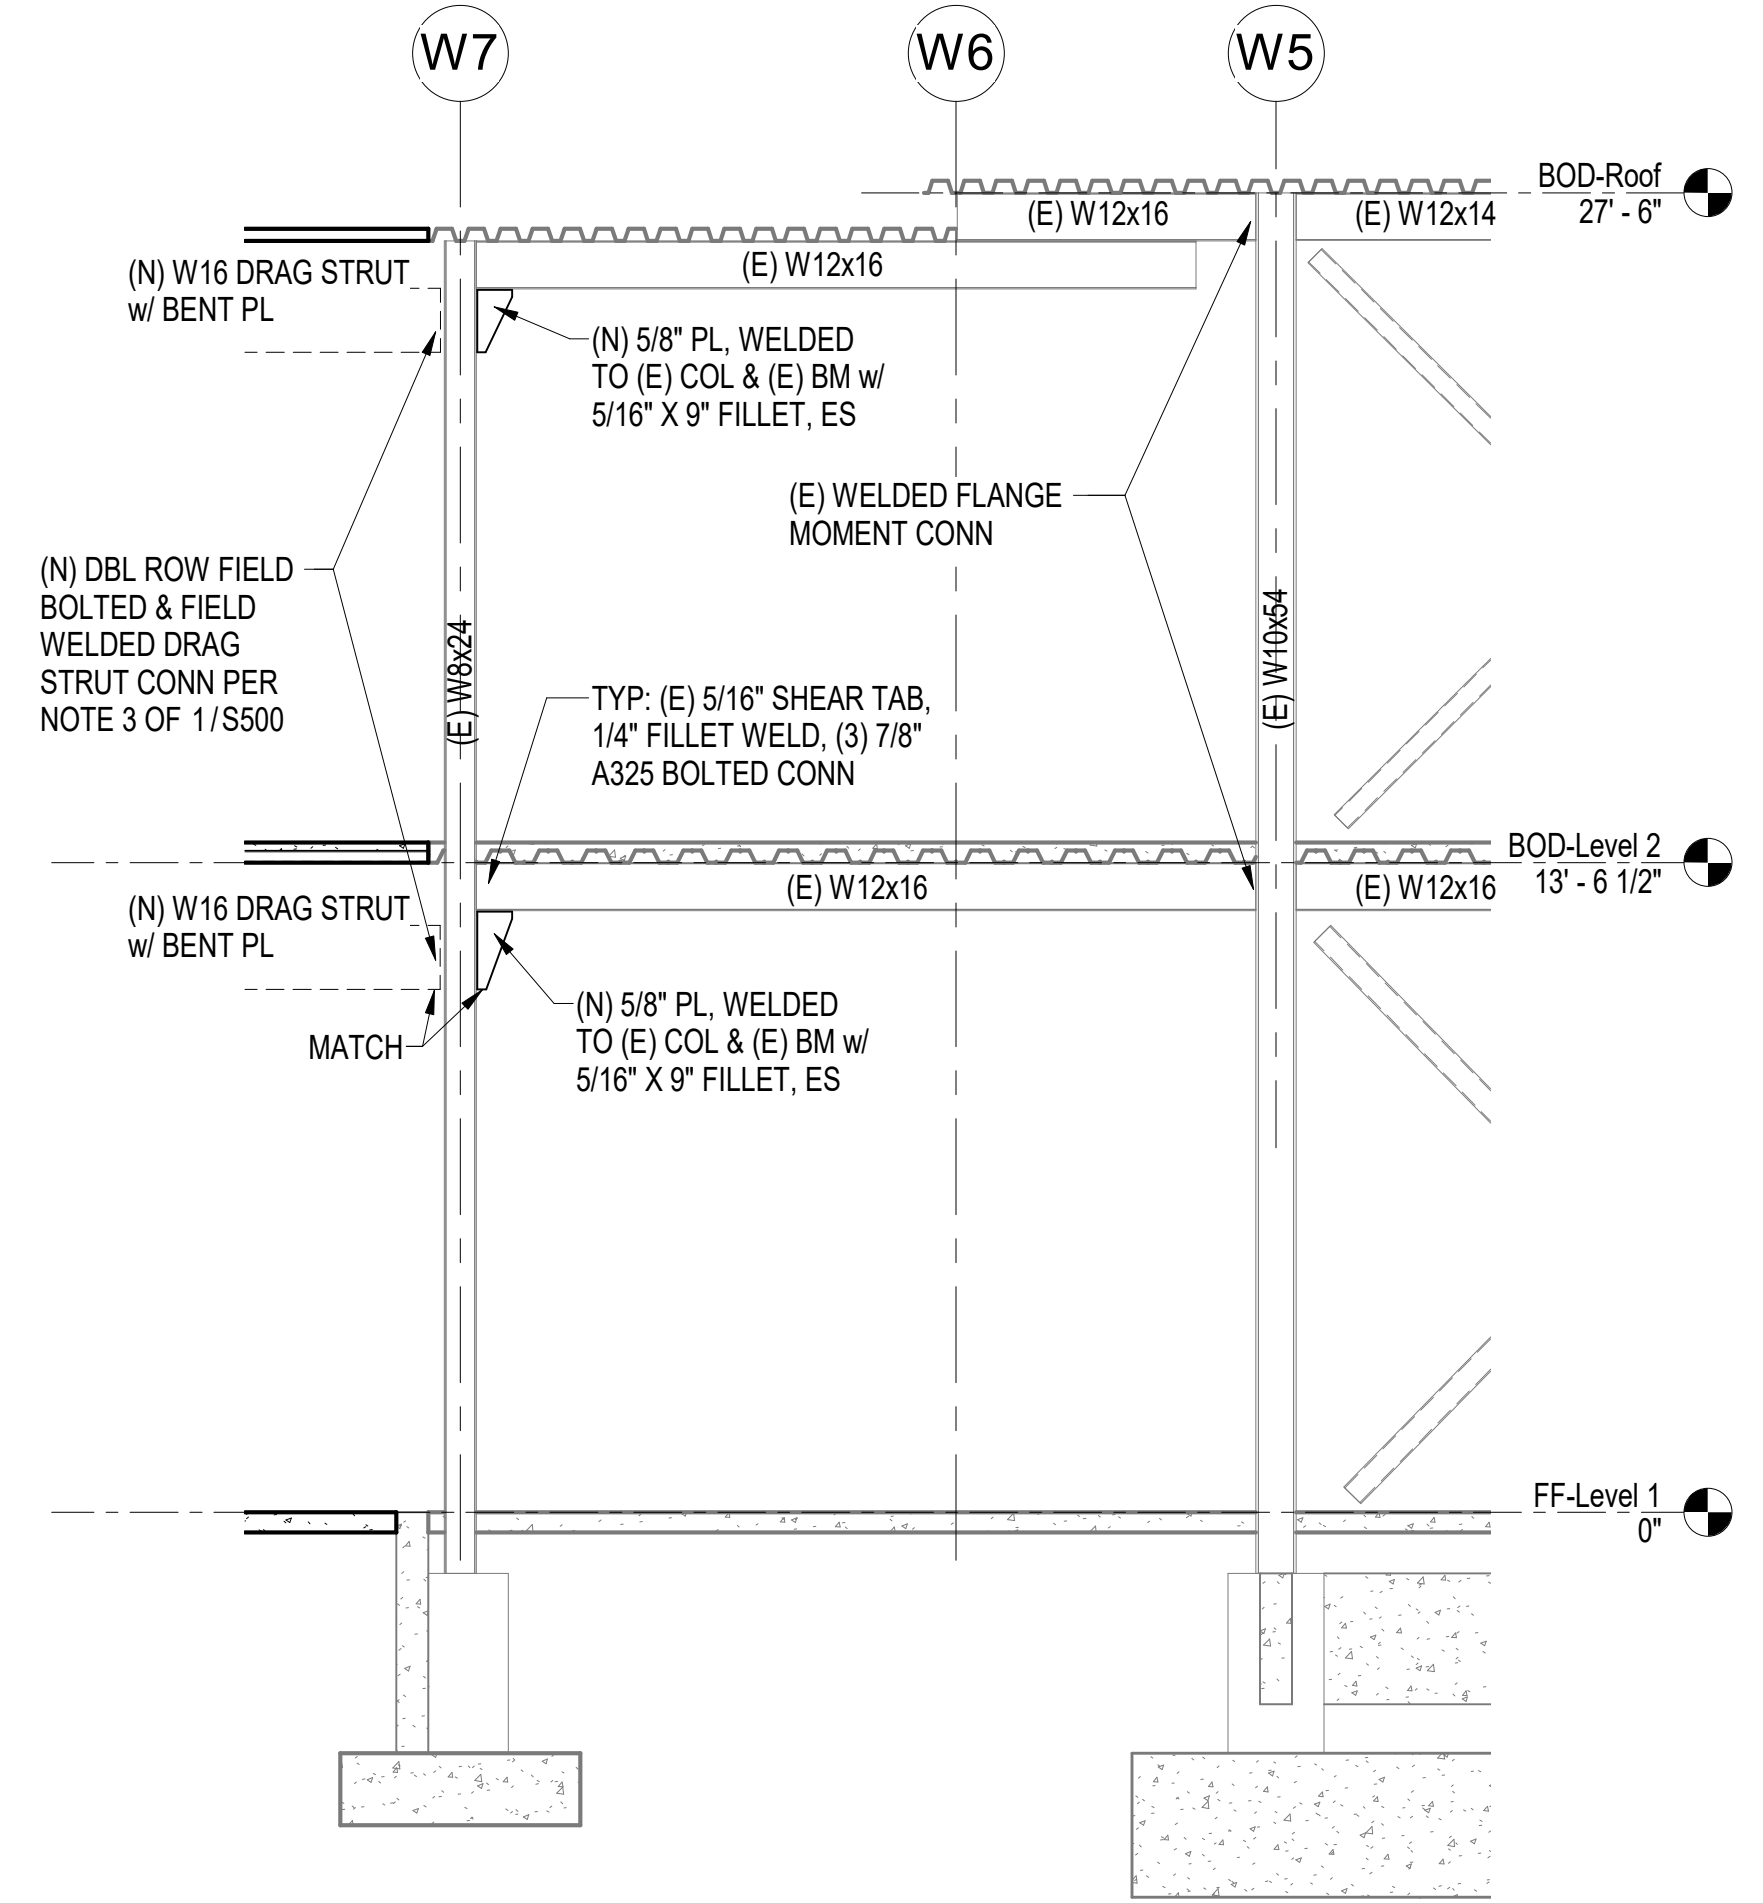 W7
W6
W5
BOD-Roof
27' - 6"
(E) W12x16
(E) W12x14
(N) W16 DRAG STRUT
w/ BENT PL
(E) W12x16
(N) 5/8" PL, WELDED
TO (E) COL & (E) BM w/
5/16" X 9" FILLET, ES
(E) WELDED FLANGE
MOMENT CONN
(N) DBL ROW FIELD
BOLTED & FIELD
WELDED DRAG
STRUT CONN PER
NOTE 3 OF 1/S500
(E) W8x24
(E) W10x54
TYP: (E) 5/16" SHEAR TAB,
1/4" FILLET WELD, (3) 7/8"
A325 BOLTED CONN
BOD-Level 2
13' - 6 1/2"
(E) W12x16
(E) W12x16
(N) W16 DRAG STRUT
w/ BENT PL
(N) 5/8" PL, WELDED
TO (E) COL & (E) BM w/
5/16" X 9" FILLET, ES
MATCH
FF-Level 1
0"